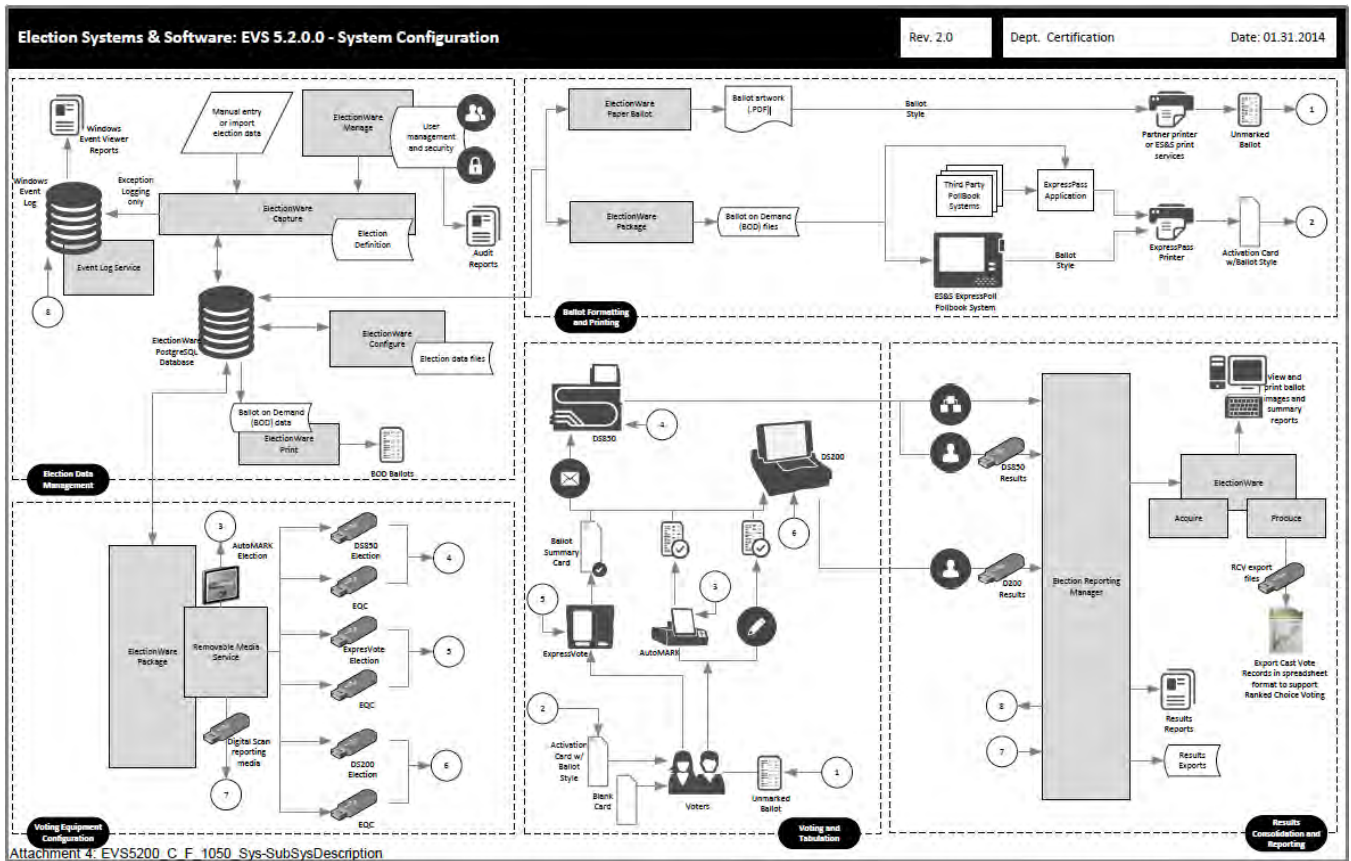 Election Systems & Software: EVS 5.2.0.0 - System Configuration
Rev. 2.0
Dept. Certification
Date: 01.31.2014
Windows
Event Viewer
Reports
Manual entry
or import
election data
ElectionWare
Manage
User
management
and security
Windows
Event
Log
Exception
Logging
only
ElectionWare
Capture
Election
Definition
Audit
Reports
Event Log Service
8
ElectionWare
PostgreSQL
Database
ElectionWare
Configure
Election data files
Ballot on Demand
(BOD) data
ElectionWare
Print
BOD Ballots
Election Data
Management
ElectionWare
Paper Ballot
Ballot artwork
(.PDF)
Ballot
Style
Partner printer
or ES&S print
services
Unmarked
Ballot
1
ElectionWare
Package
Ballot on Demand
(BOD) files
Third Party
PollBook
Systems
ExpressPass
Application
ES&S ExpressPoll
Pollbook System
Ballot
Style
ExpressPass
Printer
Activation Card
w/Ballot Style
2
Ballot Formatting
and Printing
ElectionWare
Package
3
AutoMARK
Election
Removable Media
Service
Digital Scan
reporting
media
7
DS850
Election
EQC
4
ExpresVote
Election
EQC
5
DS200
Election
EQC
6
Voting Equipment
Configuration
DS850
4
DS200
6
Ballot
Summary
Card
5
ExpressVote
3
AutoMARK
2
Activation
Card w/
Ballot
Style
Blank
Card
Voters
Unmarked
Ballot
1
Voting and
Tabulation
DS850
Results
D200
Results
Election Reporting
Manager
8
7
View and
print ballot
images and
summary
reports
ElectionWare
Acquire
Produce
RCV export
files
Export Cast Vote
Records in spreadsheet
format to support
Ranked Choice Voting
Results
Reports
Results
Exports
Results
Consolidation and
Reporting
Attachment 4: EVS5200_C_F_1050_Sys-SubSysDescription